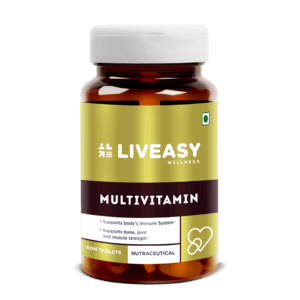 LIVEASY
WELLNESS
MULTIVITAMIN
• Supports body's Immune System
• Supports bone, joint
and muscle strength
TABLETS
NUTRACEUTICAL